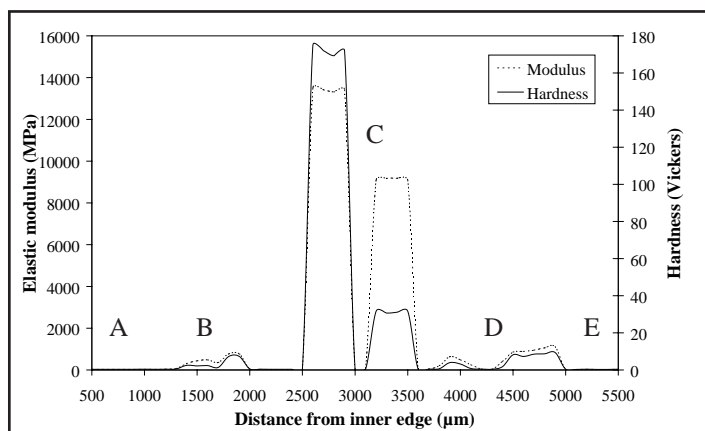 Elastic modulus (MPa)
16000
14000
12000
10000
8000
6000
4000
2000
0
A
B
C
D
E
Modulus
Hardness
180
160
140
120
100
80
60
40
20
0
Hardness (Vickers)
500 1000 1500 2000 2500 3000 3500 4000 4500 5000 5500
Distance from inner edge (µm)